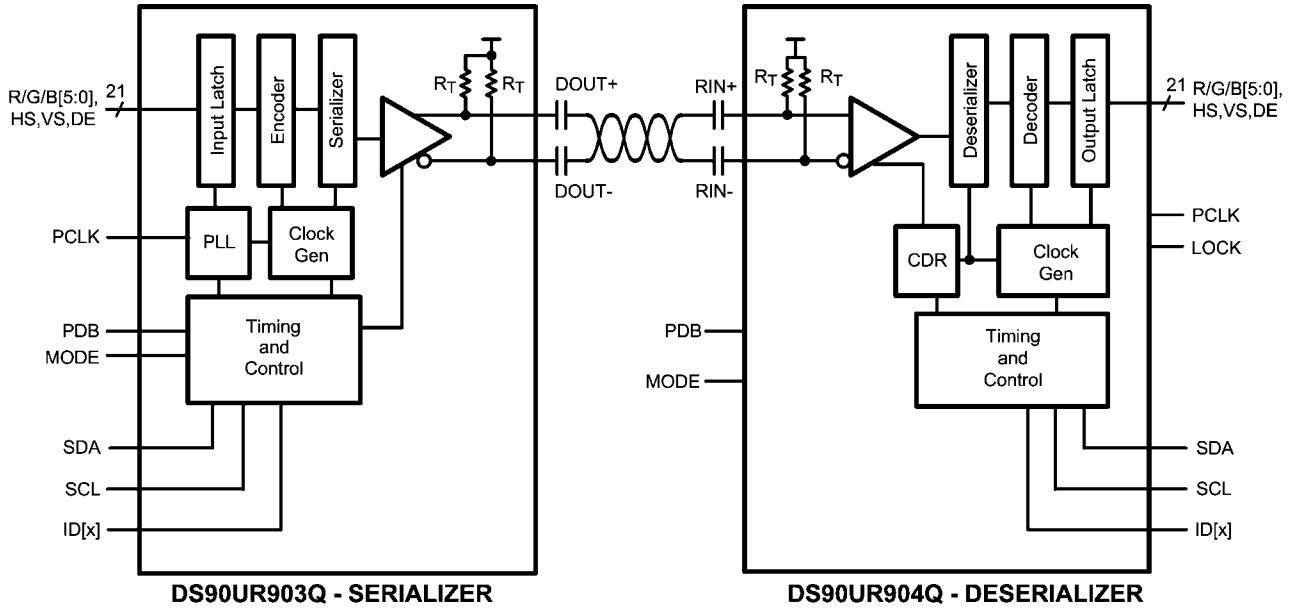 R/G/B[5:0],
HS,VS,DE
21
Input Latch
Encoder
Serializer
RT
RT
DOUT+
DOUT-
PCLK
PLL
Clock
Gen
PDB
MODE
Timing
and
Control
SDA
SCL
ID[x]
DS90UR903Q - SERIALIZER
RIN+
RIN-
RT
RT
Deserializer
Decoder
Output Latch
21
R/G/B[5:0],
HS,VS,DE
PCLK
LOCK
CDR
Clock
Gen
PDB
MODE
Timing
and
Control
SDA
SCL
ID[x]
DS90UR904Q - DESERIALIZER